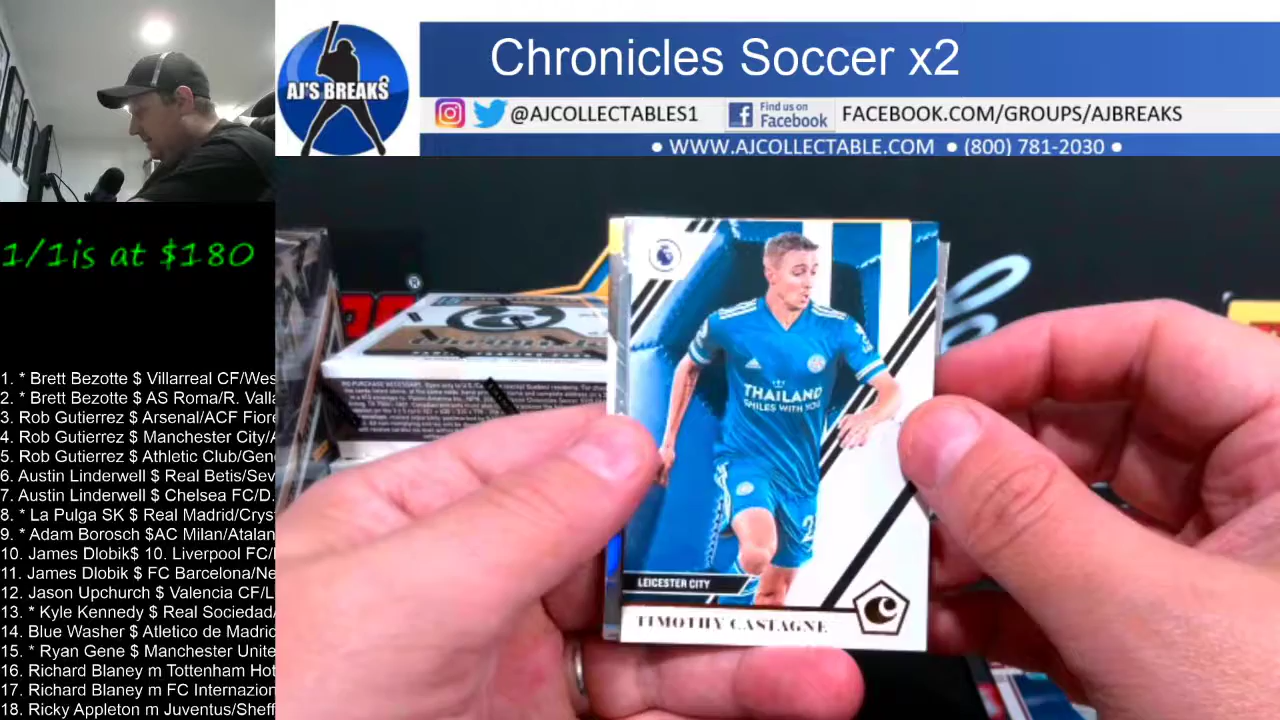 Chronicles Soccer x2
AJ'S BREAKS
@AJCOLLECTABLES1
Find us on
Facebook
FACEBOOK.COM/GROUPS/AJBREAKS
• WWW.AJCOLLECTABLE.COM • (800) 781-2030 •
1/1 is at $180
1. * Brett Bezotte $ Villarreal CF/Wes
2. * Brett Bezotte $ AS Roma/R. Valla
3. Rob Gutierrez $ Arsenal/ACF Fiore
4. Rob Gutierrez $ Manchester City/A
5. Rob Gutierrez $ Athletic Club/Gen
6. Austin Linderwell $ Real Betis/Sev
7. Austin Linderwell $ Chelsea FC/D.
8. * La Pulga SK $ Real Madrid/Crys
9. * Adam Borosch $AC Milan/Atalan
10. James Dlobik$ 10. Liverpool FC/
11. James Dlobik $ FC Barcelona/Ne
12. Jason Upchurch $ Valencia CF/L
13. * Kyle Kennedy $ Real Sociedad/
14. Blue Washer $ Atletico de Madrid
15. * Ryan Gene $ Manchester Unite
16. Richard Blaney m Tottenham Hot
17. Richard Blaney m FC Internazion
18. Ricky Appleton m Juventus/Sheff
THAILAND
SMILES WITH YOU
LEICESTER CITY
TIMOTHY CASTAGNE